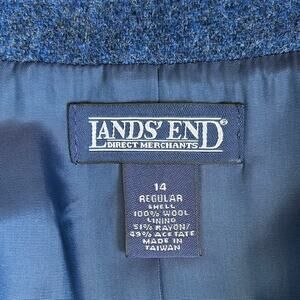 LANDS' END®
DIRECT MERCHANTS
14
REGULAR
SHELL
100% WOOL
LINING
51% RAYON/
49% ACETATE
MADE IN
TAIWAN